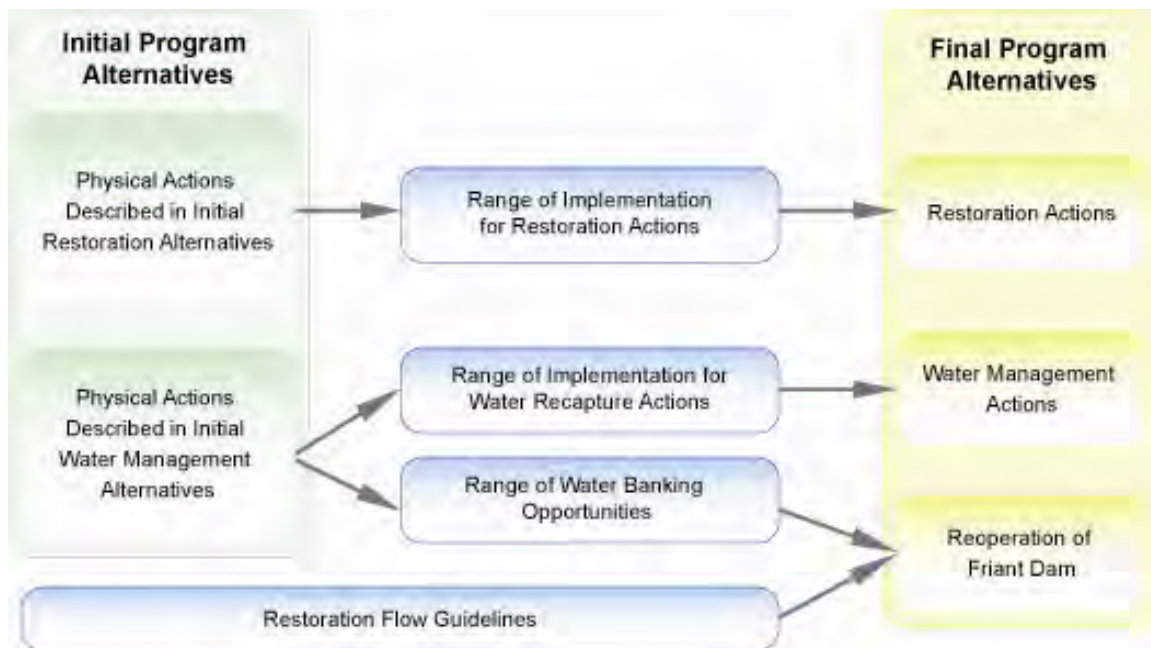 Initial Program
Alternatives
Physical Actions
Described in Initial
Restoration Alternatives
Physical Actions
Described in Initial
Water Management
Alternatives
Range of Implementation
for Restoration Actions
Range of Implementation for
Water Recapture Actions
Range of Water Banking
Opportunities
Restoration Flow Guidelines
Final Program
Alternatives
Restoration Actions
Water Management
Actions
Reoperation of
Friant Dam